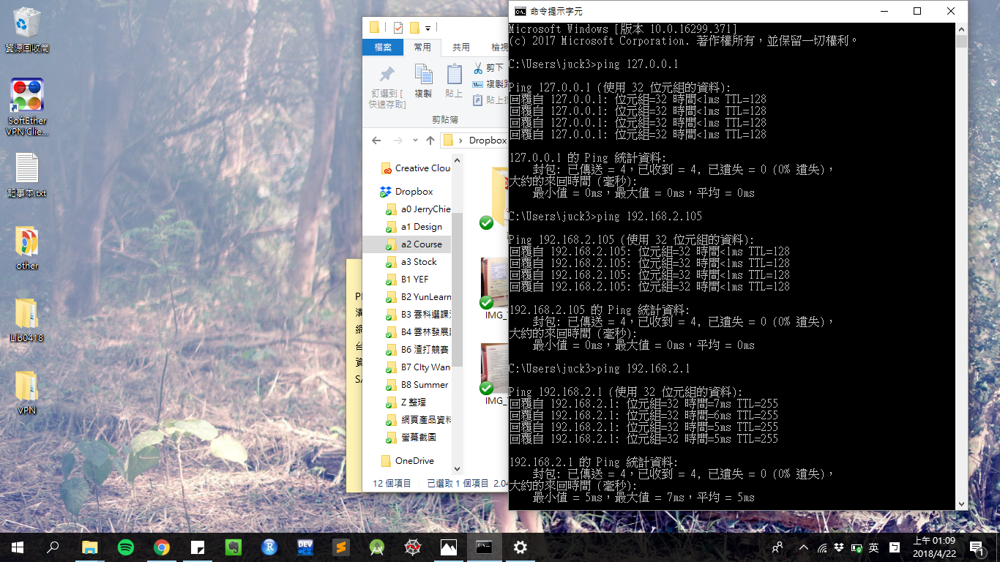 資源回收筒
SoftEther
VPN Clie...
記事本.txt
other
Lib0418
VPN
檔案
常用
共用
檢視
釘選到 [
快速存取]
複製
貼上
剪下
剪貼簿
Dropbox
Creative Clou
Dropbox
a0 JerryChie
a1 Design
a2 Course
a3 Stock
B1 YEF
B2 YunLearn
B3 雲科選課
B4 雲林發展
B6 渣打競賽
B7 CIty Wan
B8 Summer
Z 整理
網頁產品資料
螢幕截圖
OneDrive
IMG_
IMG_
12 個項目
已選取 1 個項目 2.04
命令提示字元
Microsoft Windows [版本 10.0.16299.371]
(c) 2017 Microsoft Corporation. 著作權所有，並保留一切權利。
C:\Users\juck3>ping 127.0.0.1
Ping 127.0.0.1 (使用 32 位元組的資料):
回覆自 127.0.0.1: 位元組=32 時間<1ms TTL=128
回覆自 127.0.0.1: 位元組=32 時間<1ms TTL=128
回覆自 127.0.0.1: 位元組=32 時間<1ms TTL=128
回覆自 127.0.0.1: 位元組=32 時間<1ms TTL=128
127.0.0.1 的 Ping 統計資料:
封包: 已傳送 = 4，已收到 = 4, 已遺失 = 0 (0% 遺失)，
大約的來回時間 (毫秒):
最小值 = 0ms，最大值 = 0ms，平均 = 0ms
C:\Users\juck3>ping 192.168.2.105
Ping 192.168.2.105 (使用 32 位元組的資料):
回覆自 192.168.2.105: 位元組=32 時間<1ms TTL=128
回覆自 192.168.2.105: 位元組=32 時間<1ms TTL=128
回覆自 192.168.2.105: 位元組=32 時間<1ms TTL=128
回覆自 192.168.2.105: 位元組=32 時間<1ms TTL=128
192.168.2.105 的 Ping 統計資料:
封包: 已傳送 = 4，已收到 = 4, 已遺失 = 0 (0% 遺失)，
大約的來回時間 (毫秒):
最小值 = 0ms，最大值 = 0ms，平均 = 0ms
C:\Users\juck3>ping 192.168.2.1
Ping 192.168.2.1 (使用 32 位元組的資料):
回覆自 192.168.2.1: 位元組=32 時間=7ms TTL=255
回覆自 192.168.2.1: 位元組=32 時間=6ms TTL=255
回覆自 192.168.2.1: 位元組=32 時間=5ms TTL=255
回覆自 192.168.2.1: 位元組=32 時間=5ms TTL=255
192.168.2.1 的 Ping 統計資料:
封包: 已傳送 = 4，已收到 = 4, 已遺失 = 0 (0% 遺失)，
大約的來回時間 (毫秒):
最小值 = 5ms，最大值 = 7ms，平均 = 5ms
DEV
英
上午 01:09
2018/4/22
1